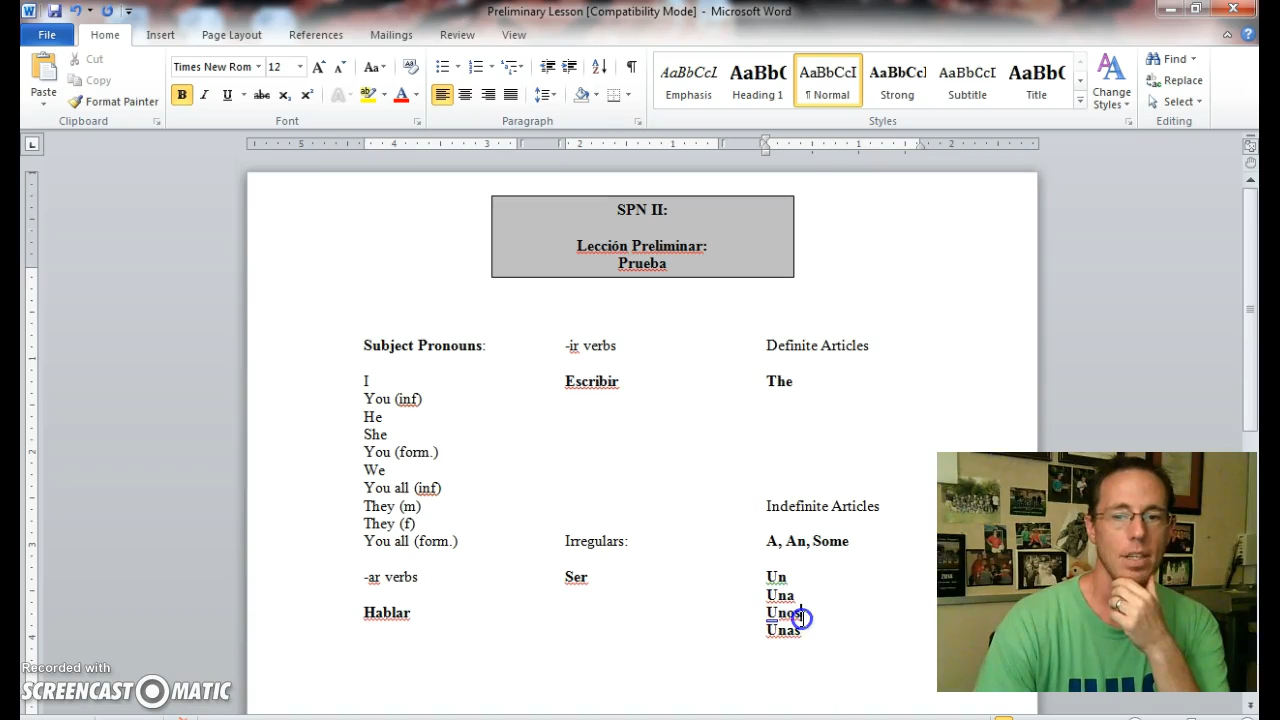 Preliminary Lesson [Compatibility Mode] - Microsoft Word
File Home Insert Page Layout References Mailings Review View
Paste
Cut
Copy
Format Painter
Clipboard
Times New Rom 12
Font
Paragraph
AaBbCcI AaBbC AaBbCcI AaBbCcI AaBbCcI AaBbC
Emphasis Heading 1 ¶ Normal Strong Subtitle Title
Change Styles
Styles
Find
Replace
Select
Editing
SPN II:
Lección Preliminar:
Prueba
Subject Pronouns:
I
You (inf)
He
She
You (form.)
We
You all (inf)
They (m)
They (f)
You all (form.)
-ar verbs
Hablar
-ir verbs
Escribir
Irregulars:
Ser
Definite Articles
The
Indefinite Articles
A, An, Some
Un
Una
Unos
Unas
Recorded with
SCREENCAST MATIC